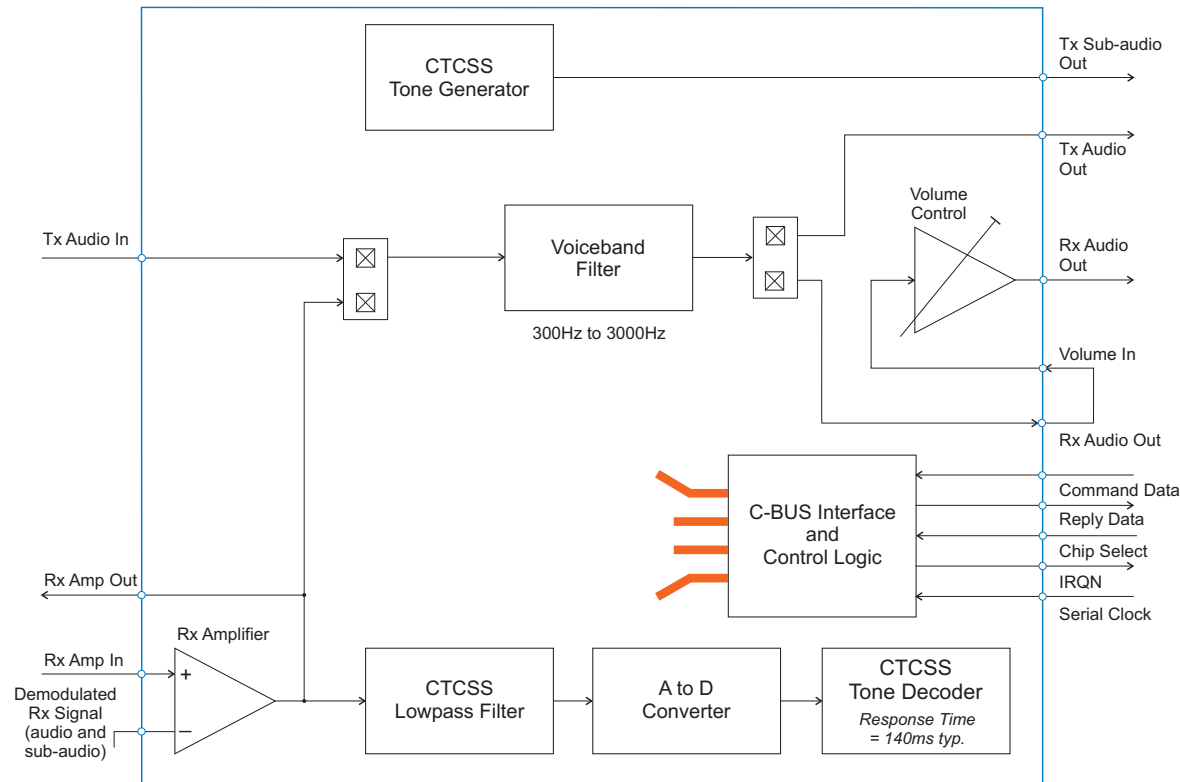 CTCSS
Tone Generator
Tx Sub-audio
Out
Tx Audio
Out
Volume
Control
Tx Audio In
Voiceband
Filter
300Hz to 3000Hz
Rx Audio
Out
Volume In
Rx Audio Out
C-BUS Interface
and
Control Logic
Command Data
Reply Data
Chip Select
IRQN
Serial Clock
Rx Amp Out
Rx Amplifier
Rx Amp In
+
−
Demodulated
Rx Signal
(audio and
sub-audio)
CTCSS
Lowpass Filter
A to D
Converter
CTCSS
Tone Decoder
Response Time
= 140ms typ.